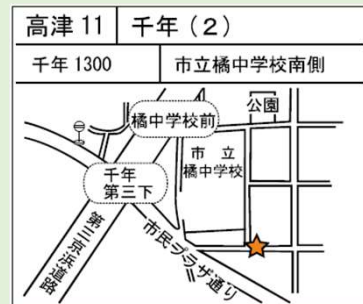 高津 11 千年（2）
千年 1300 市立橘中学校南側
公園
橘中学校前
市 立
橘中学校
千年
第三下
第三京浜道路
市民プラザ通り